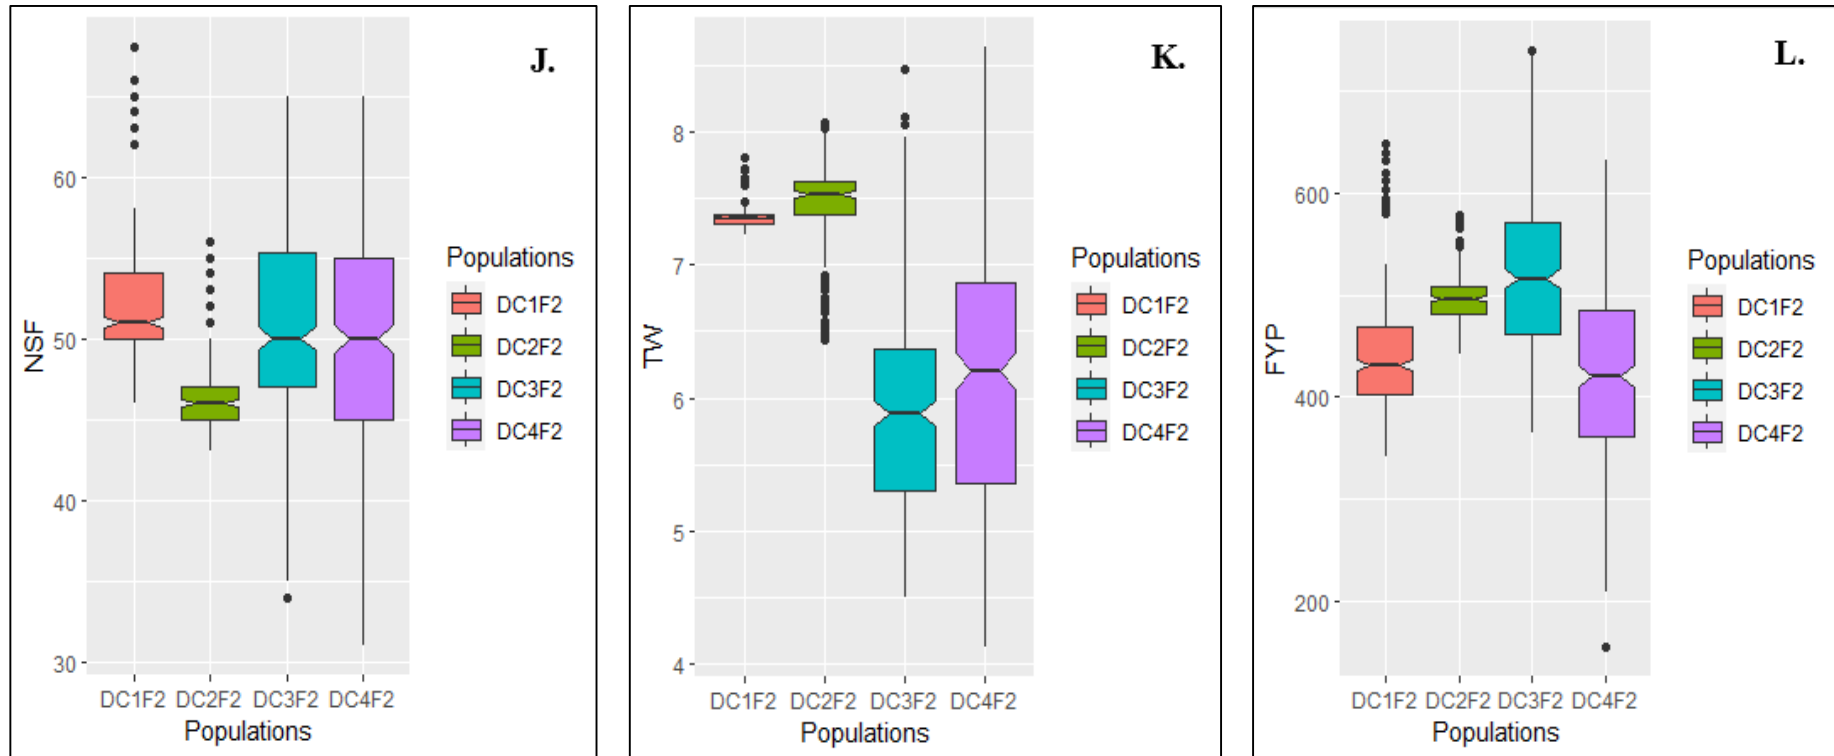 J.
NSF
60
50
40
30
DC1F2 DC2F2 DC3F2 DC4F2
Populations
Populations
DC1F2
DC2F2
DC3F2
DC4F2
K.
TW
8
7
6
5
4
DC1F2 DC2F2 DC3F2 DC4F2
Populations
Populations
DC1F2
DC2F2
DC3F2
DC4F2
L.
FYP
600
400
200
DC1F2 DC2F2 DC3F2 DC4F2
Populations
Populations
DC1F2
DC2F2
DC3F2
DC4F2